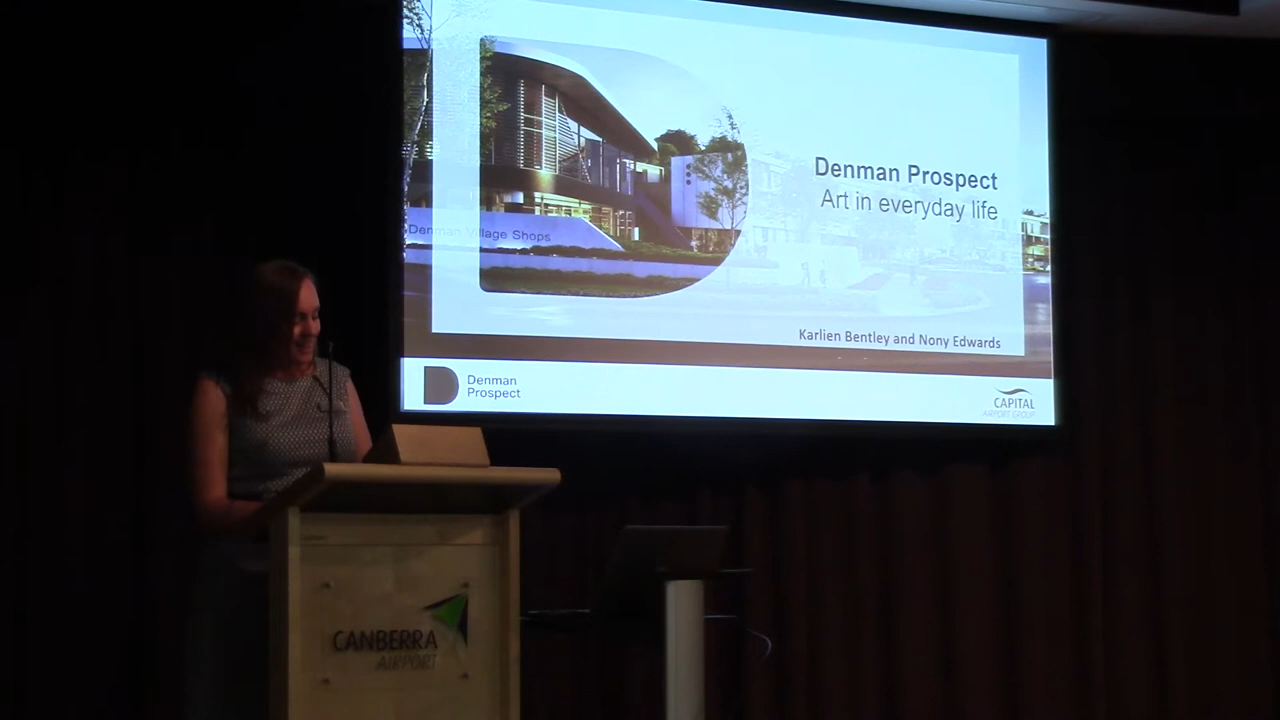 Denman Prospect
Art in everyday life
Denman Village Shops
Karlien Bentley and Nony Edwards
Denman
Prospect
CAPITAL
AIRPORT GROUP
CANBERRA
AIRPORT